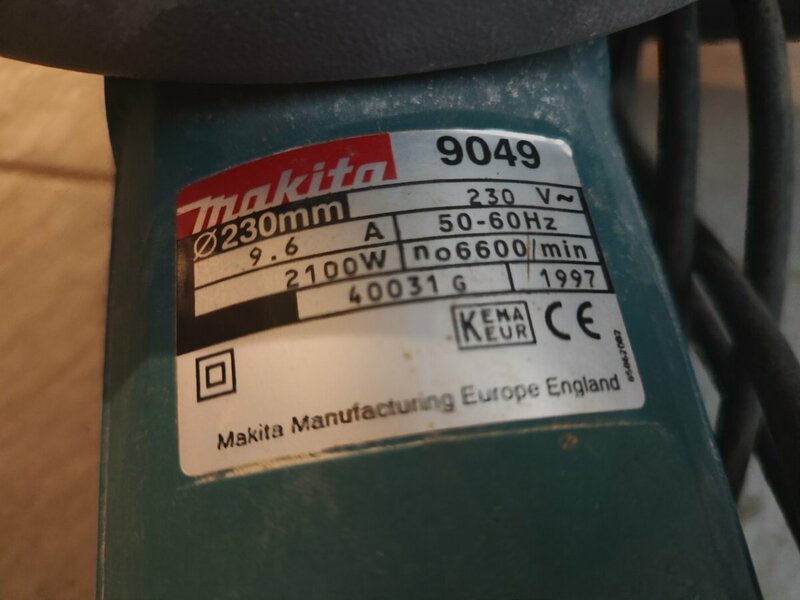 makita 9049
Ø230mm 230 V~
9.6 A 50-60Hz
2100W no6600/min
40031 G 1997
KEMA KEUR CE
Makita Manufacturing Europe England